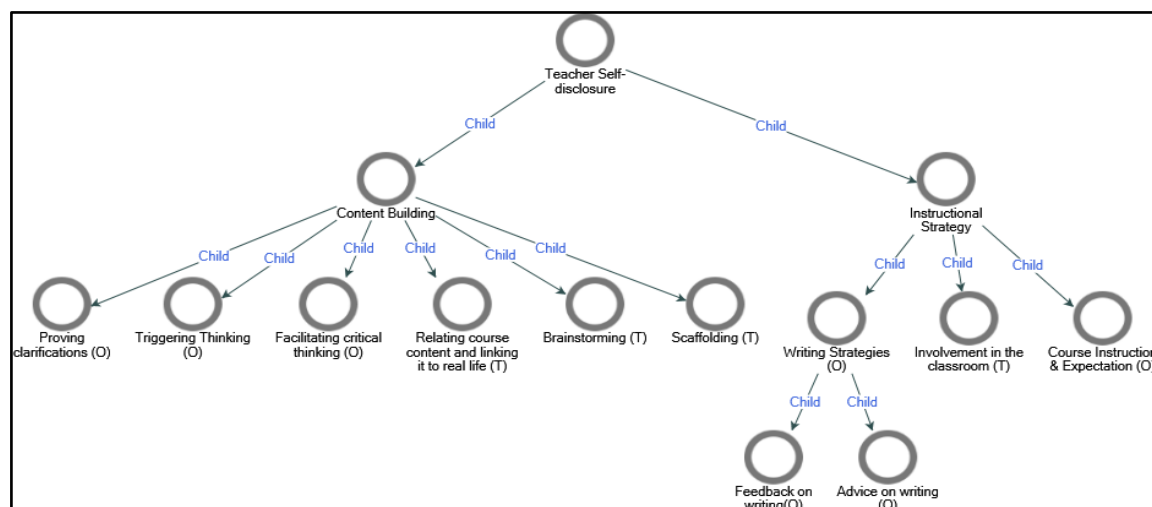 Teacher Self-
disclosure
Child
Child
Content Building
Instructional
Strategy
Child
Child
Child
Child
Child
Child
Child
Child
Child
Proving
clarifications (O)
Triggering Thinking
(O)
Facilitating critical
thinking (O)
Relating course
content and linking
it to real life (T)
Brainstorming (T)
Scaffolding (T)
Writing Strategies
(O)
Involvement in the
classroom (T)
Course Instruction
& Expectation (O)
Child
Child
Feedback on
writing(O)
Advice on writing
(O)